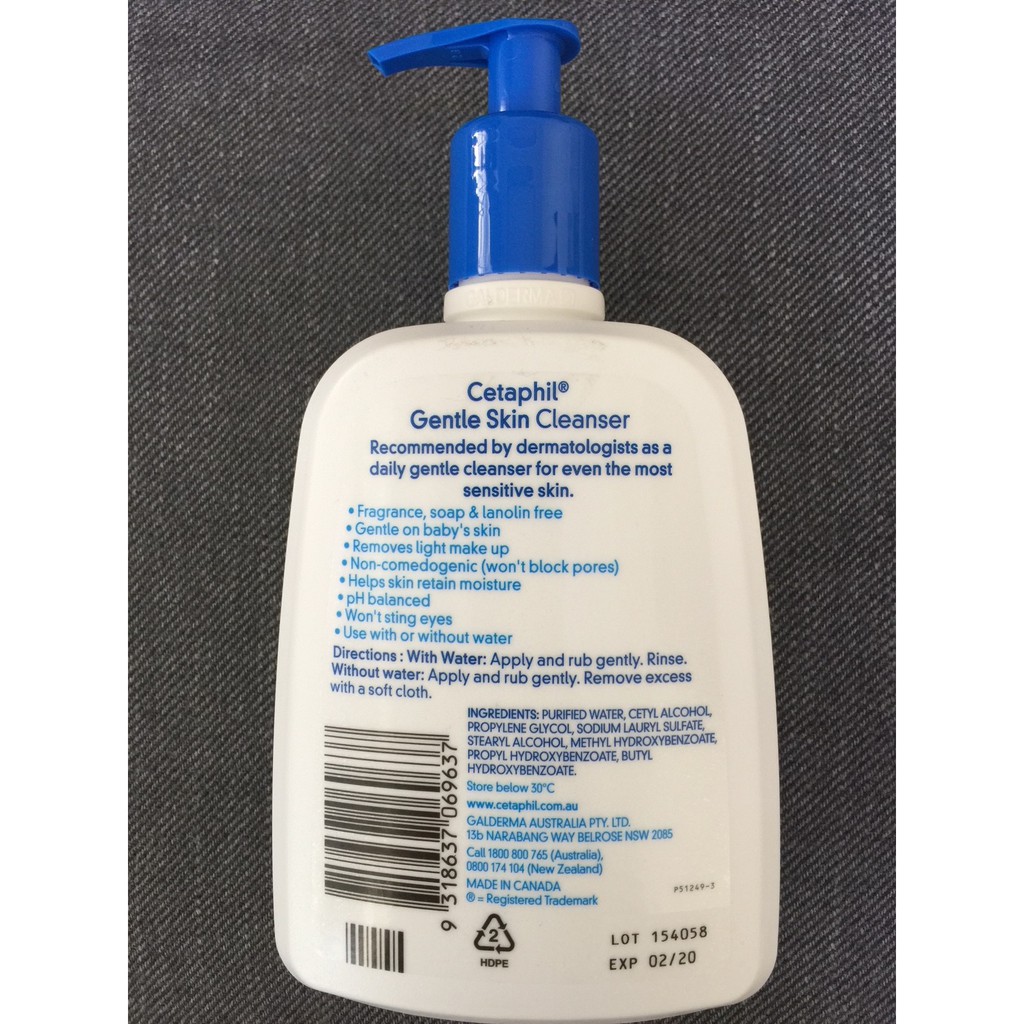 Cetaphil®
Gentle Skin Cleanser
Recommended by dermatologists as a
daily gentle cleanser for even the most
sensitive skin.
• Fragrance, soap & lanolin free
• Gentle on baby's skin
• Removes light make up
• Non-comedogenic (won't block pores)
• Helps skin retain moisture
• pH balanced
• Won't sting eyes
• Use with or without water
Directions : With Water: Apply and rub gently. Rinse.
Without water: Apply and rub gently. Remove excess
with a soft cloth.
INGREDIENTS: PURIFIED WATER, CETYL ALCOHOL,
PROPYLENE GLYCOL, SODIUM LAURYL SULFATE,
STEARYL ALCOHOL, METHYL HYDROXYBENZOATE,
PROPYL HYDROXYBENZOATE, BUTYL
HYDROXYBENZOATE.
Store below 30°C
www.cetaphil.com.au
GALDERMA AUSTRALIA PTY. LTD.
13b NARABANG WAY BELROSE NSW 2085
Call 1800 800 765 (Australia),
0800 174 104 (New Zealand)
MADE IN CANADA
® = Registered Trademark
P51249-3
9 318637 069637
2
HDPE
LOT 154058
EXP 02/20